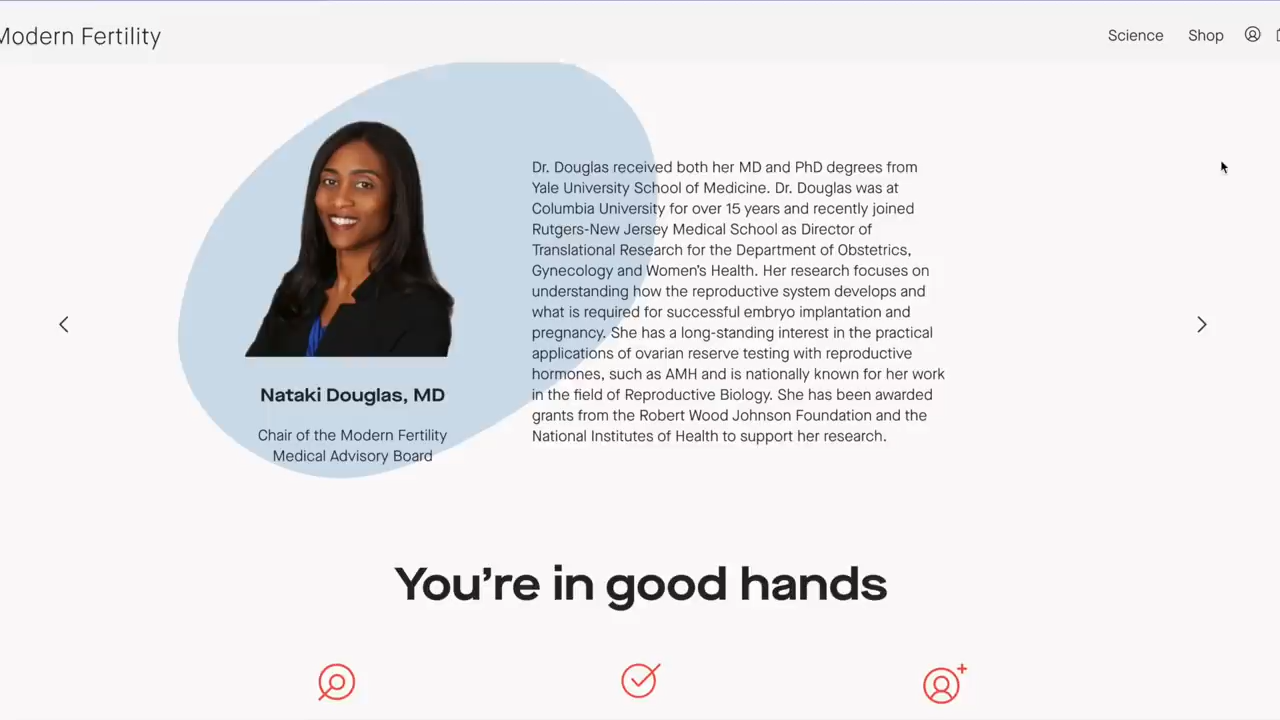 Modern Fertility
Science
Shop
Dr. Douglas received both her MD and PhD degrees from
Yale University School of Medicine. Dr. Douglas was at
Columbia University for over 15 years and recently joined
Rutgers-New Jersey Medical School as Director of
Translational Research for the Department of Obstetrics,
Gynecology and Women's Health. Her research focuses on
understanding how the reproductive system develops and
what is required for successful embryo implantation and
pregnancy. She has a long-standing interest in the practical
applications of ovarian reserve testing with reproductive
hormones, such as AMH and is nationally known for her work
in the field of Reproductive Biology. She has been awarded
grants from the Robert Wood Johnson Foundation and the
National Institutes of Health to support her research.
Nataki Douglas, MD
Chair of the Modern Fertility
Medical Advisory Board
You're in good hands